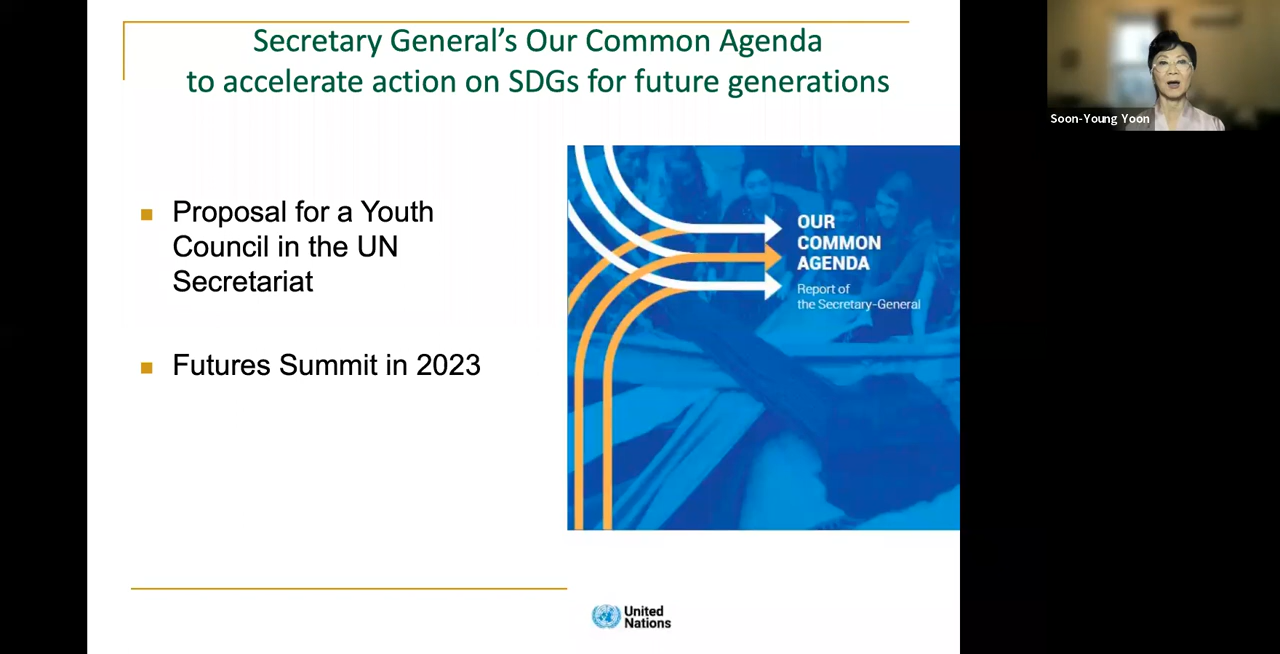 Secretary General's Our Common Agenda
to accelerate action on SDGs for future generations
Proposal for a Youth
Council in the UN
Secretariat
Futures Summit in 2023
OUR
COMMON
AGENDA
Report of
the Secretary-General
United
Nations
Soon-Young Yoon